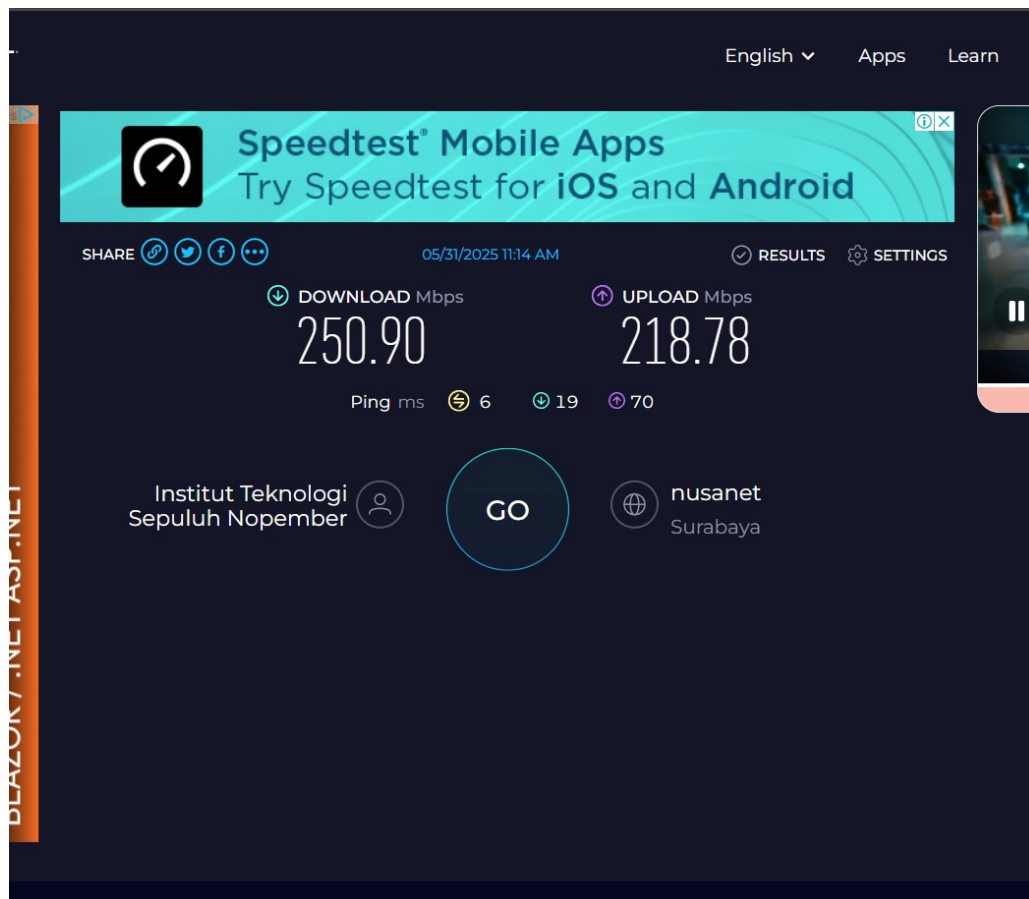 English Apps Learn
Speedtest® Mobile Apps
Try Speedtest for iOS and Android
SHARE 05/31/2025 11:14 AM RESULTS SETTINGS
DOWNLOAD Mbps UPLOAD Mbps
250.90 218.78
Ping ms 6 19 70
Institut Teknologi
Sepuluh Nopember
GO
nusanet
Surabaya
BLAZOR / .NET ASP.NET